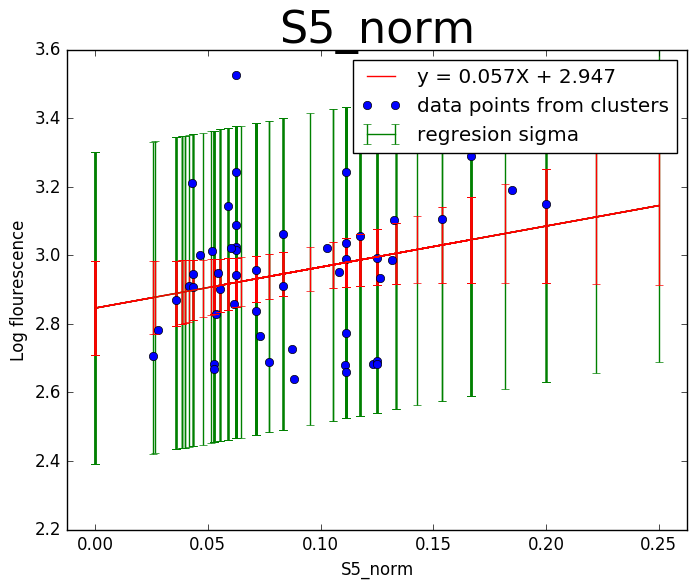 S5_norm
y = 0.057X + 2.947
data points from clusters
regresion sigma
Log flourescence
3.6
3.4
3.2
3.0
2.8
2.6
2.4
2.2
0.00 0.05 0.10 0.15 0.20 0.25
S5_norm